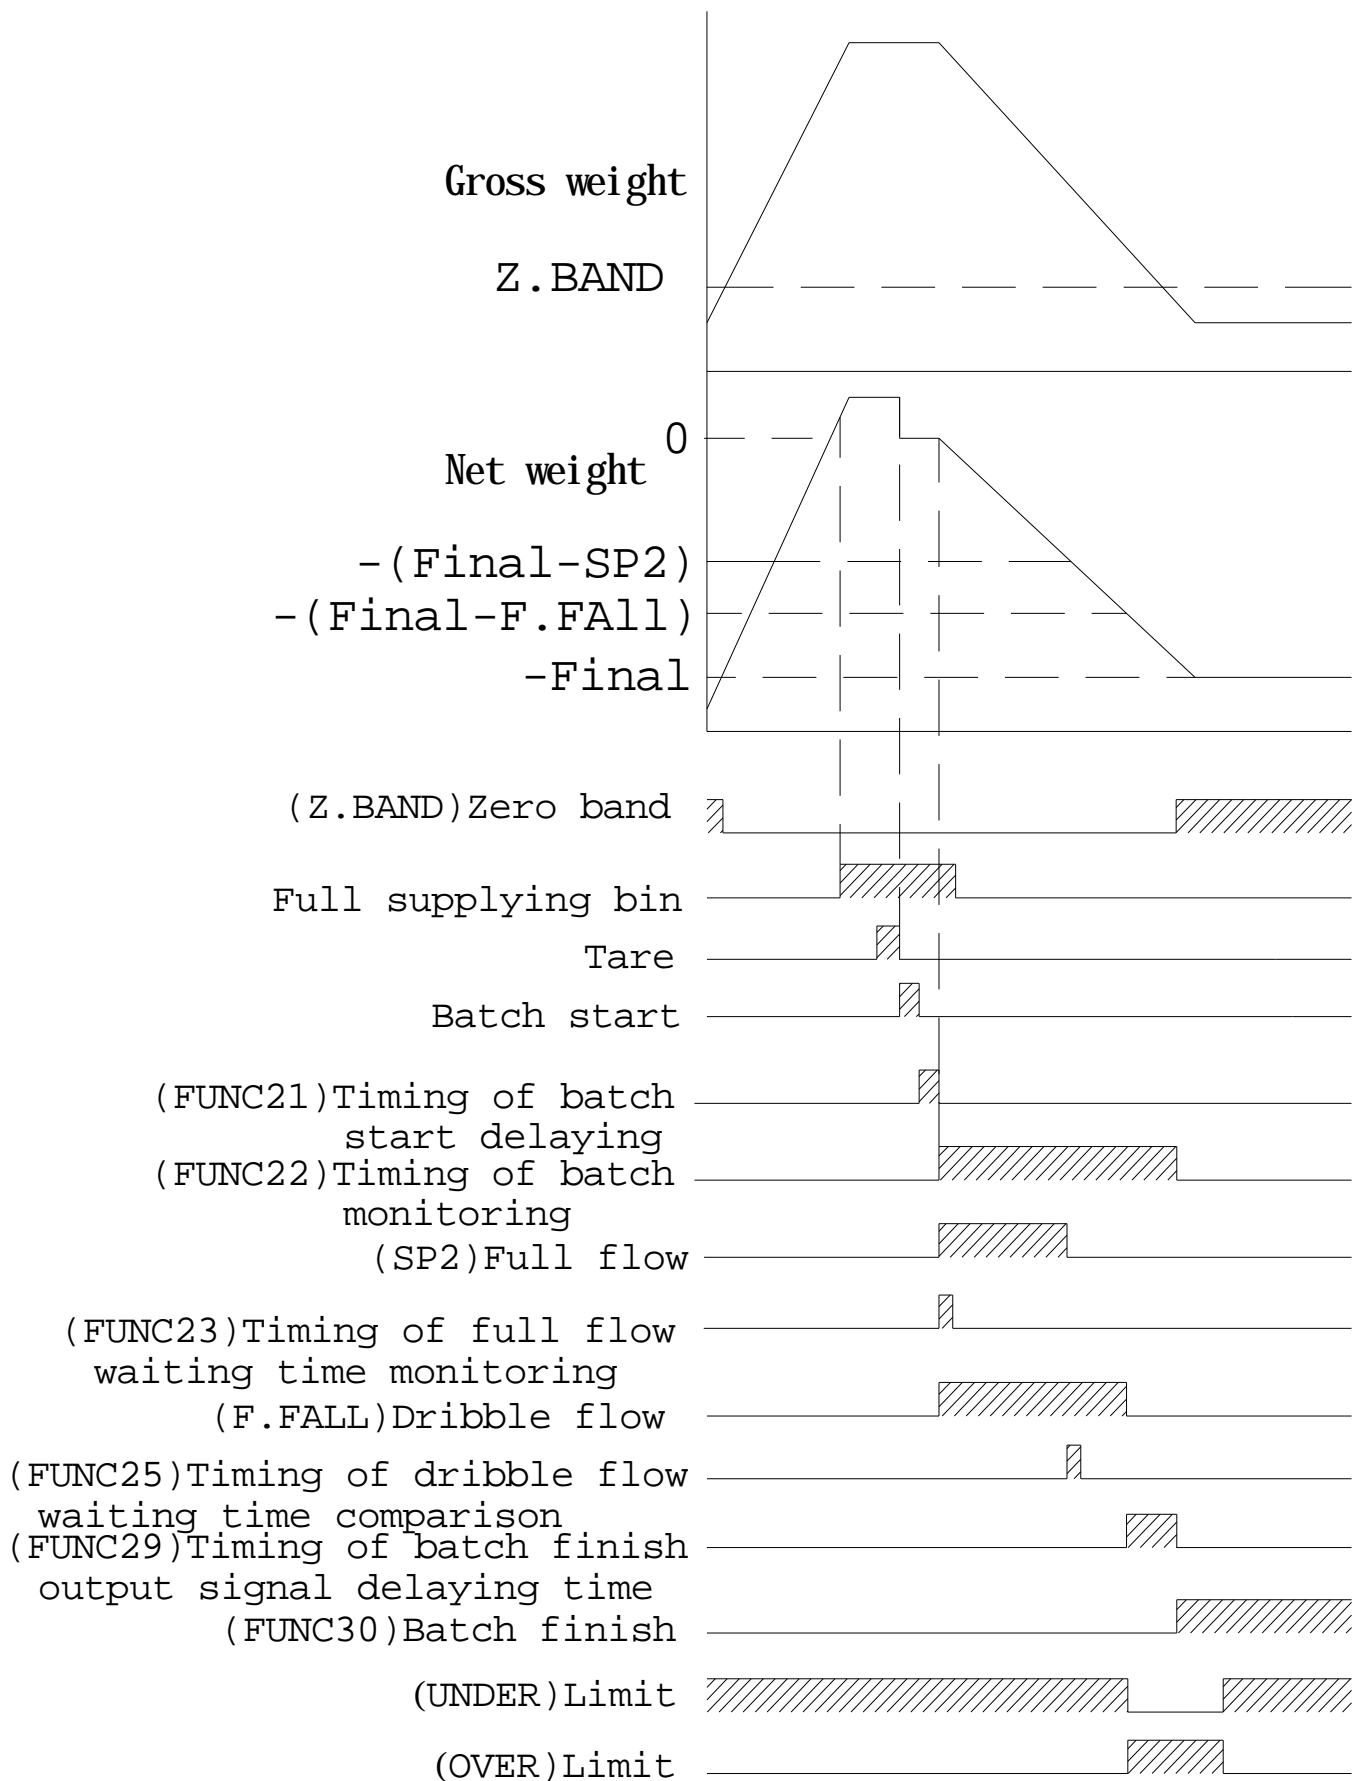 Gross weight
Z.BAND
0
Net weight
-(Final-SP2)
-(Final-F.FAll)
-Final
(Z.BAND)Zero band
Full supplying bin
Tare
Batch start
(FUNC21)Timing of batch
start delaying
(FUNC22)Timing of batch
monitoring
(SP2)Full flow
(FUNC23)Timing of full flow
waiting time monitoring
(F.FALL)Dribble flow
(FUNC25)Timing of dribble flow
waiting time comparison
(FUNC29)Timing of batch finish
output signal delaying time
(FUNC30)Batch finish
(UNDER)Limit
(OVER)Limit